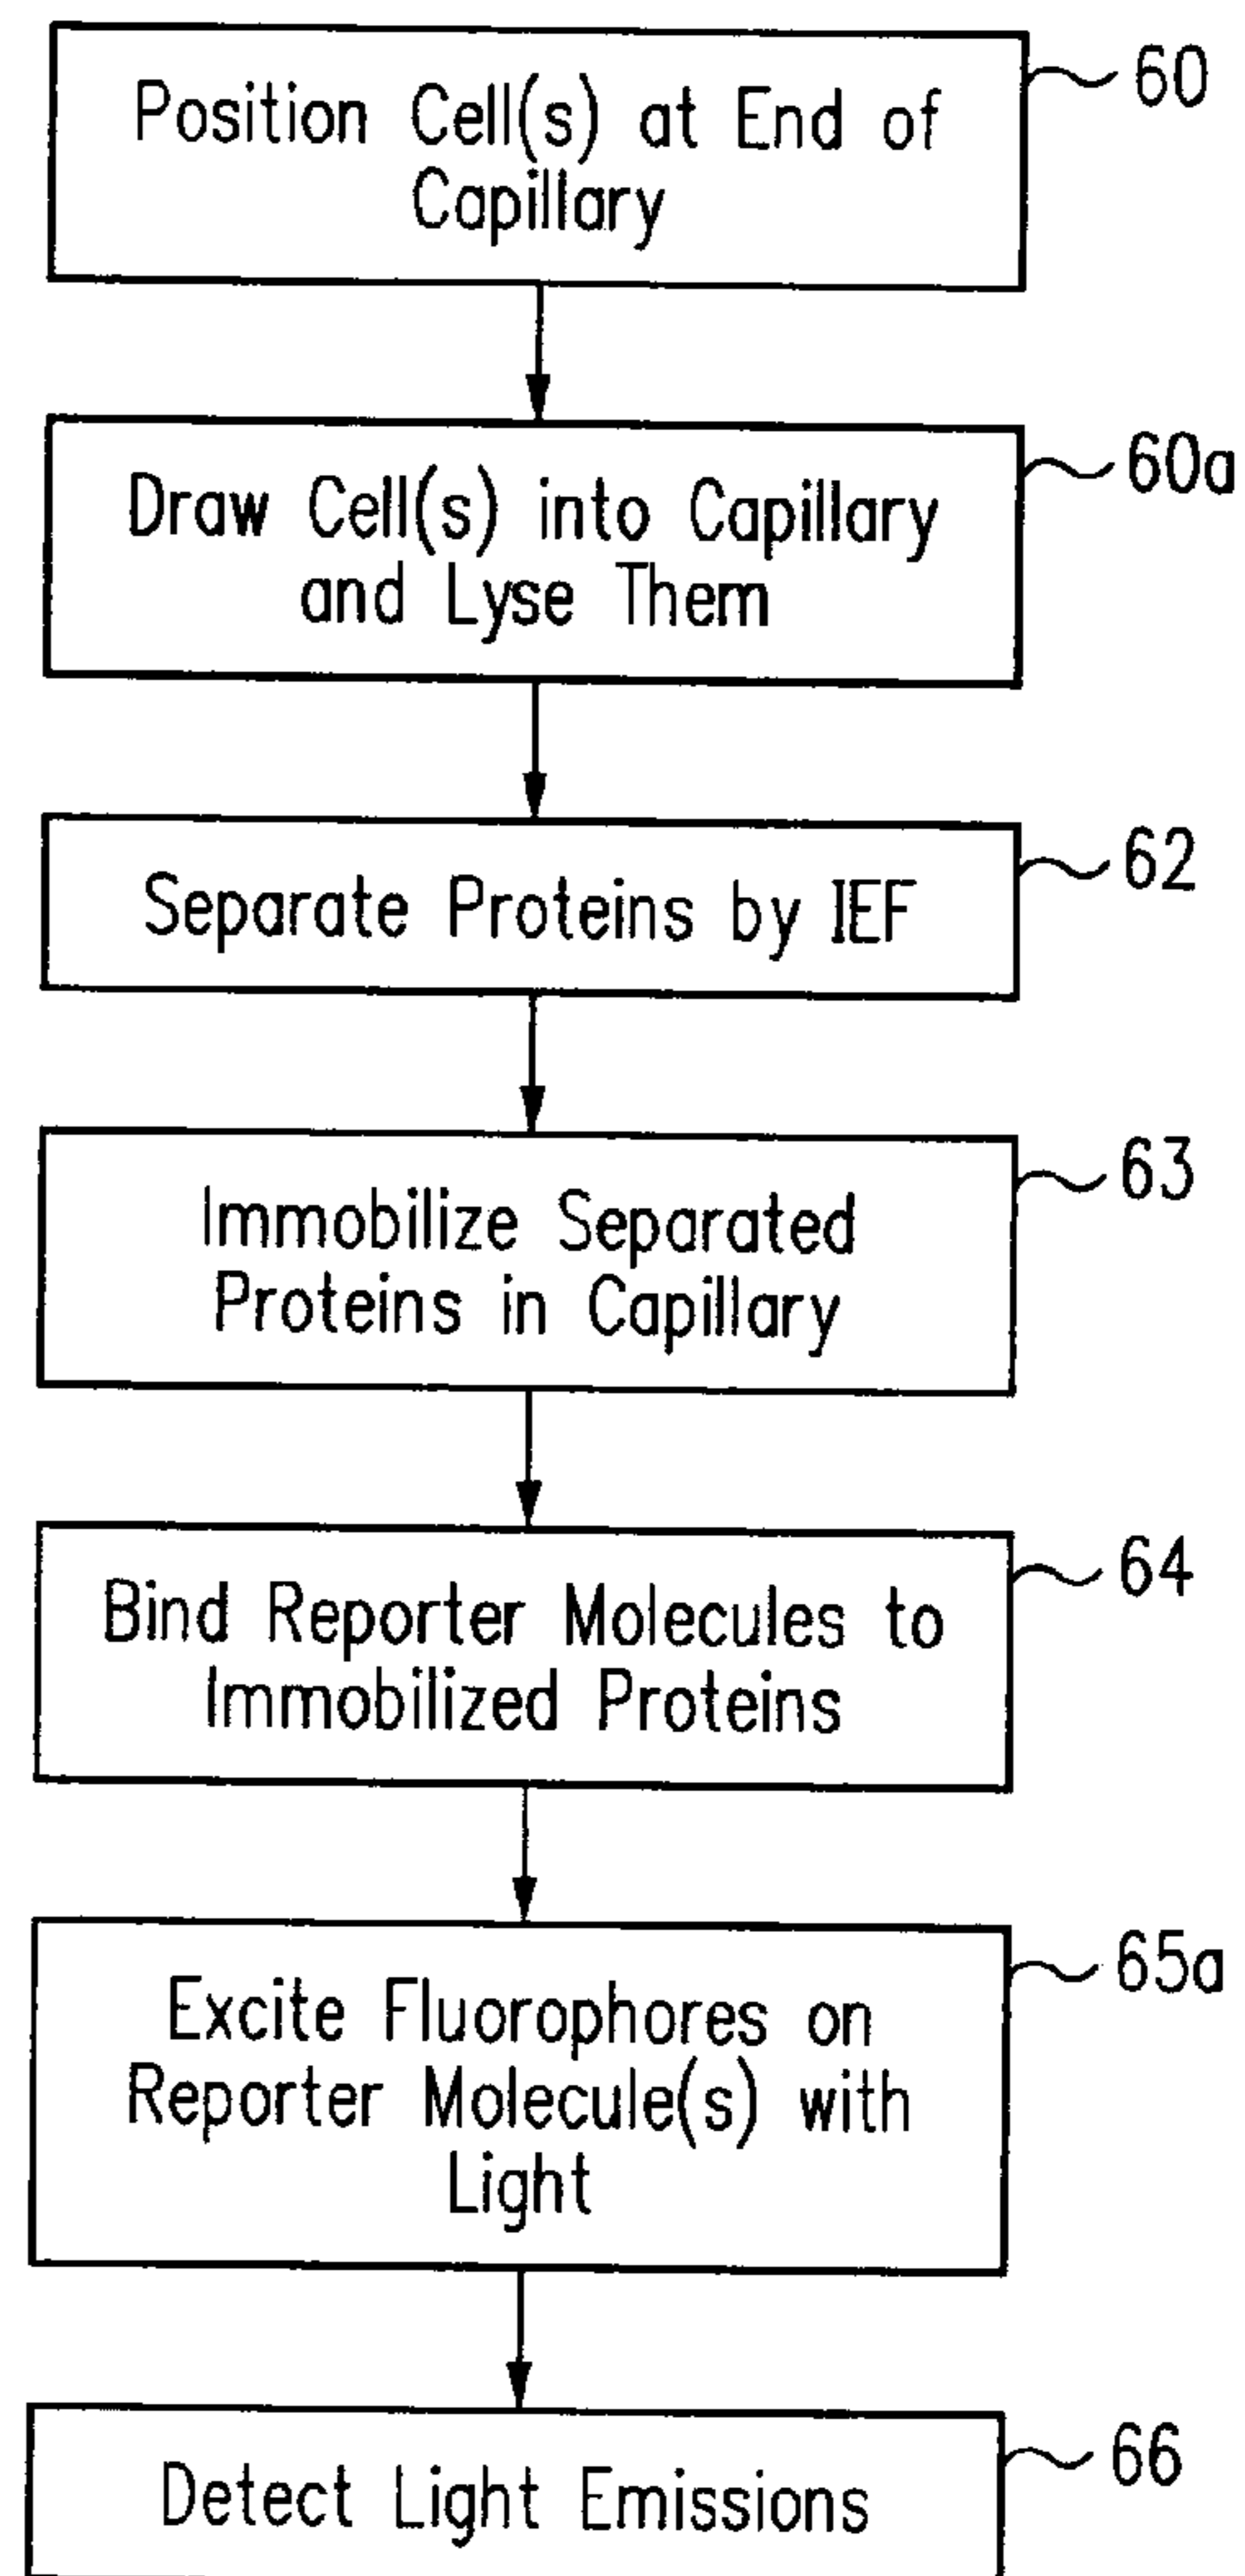 Position Cell(s) at End of
Capillary
60
Draw Cell(s) into Capillary
and Lyse Them
60a
Separate Proteins by IEF
62
Immobilize Separated
Proteins in Capillary
63
Bind Reporter Molecules to
Immobilized Proteins
64
Excite Fluorophores on
Reporter Molecule(s) with
Light
65a
Detect Light Emissions
66